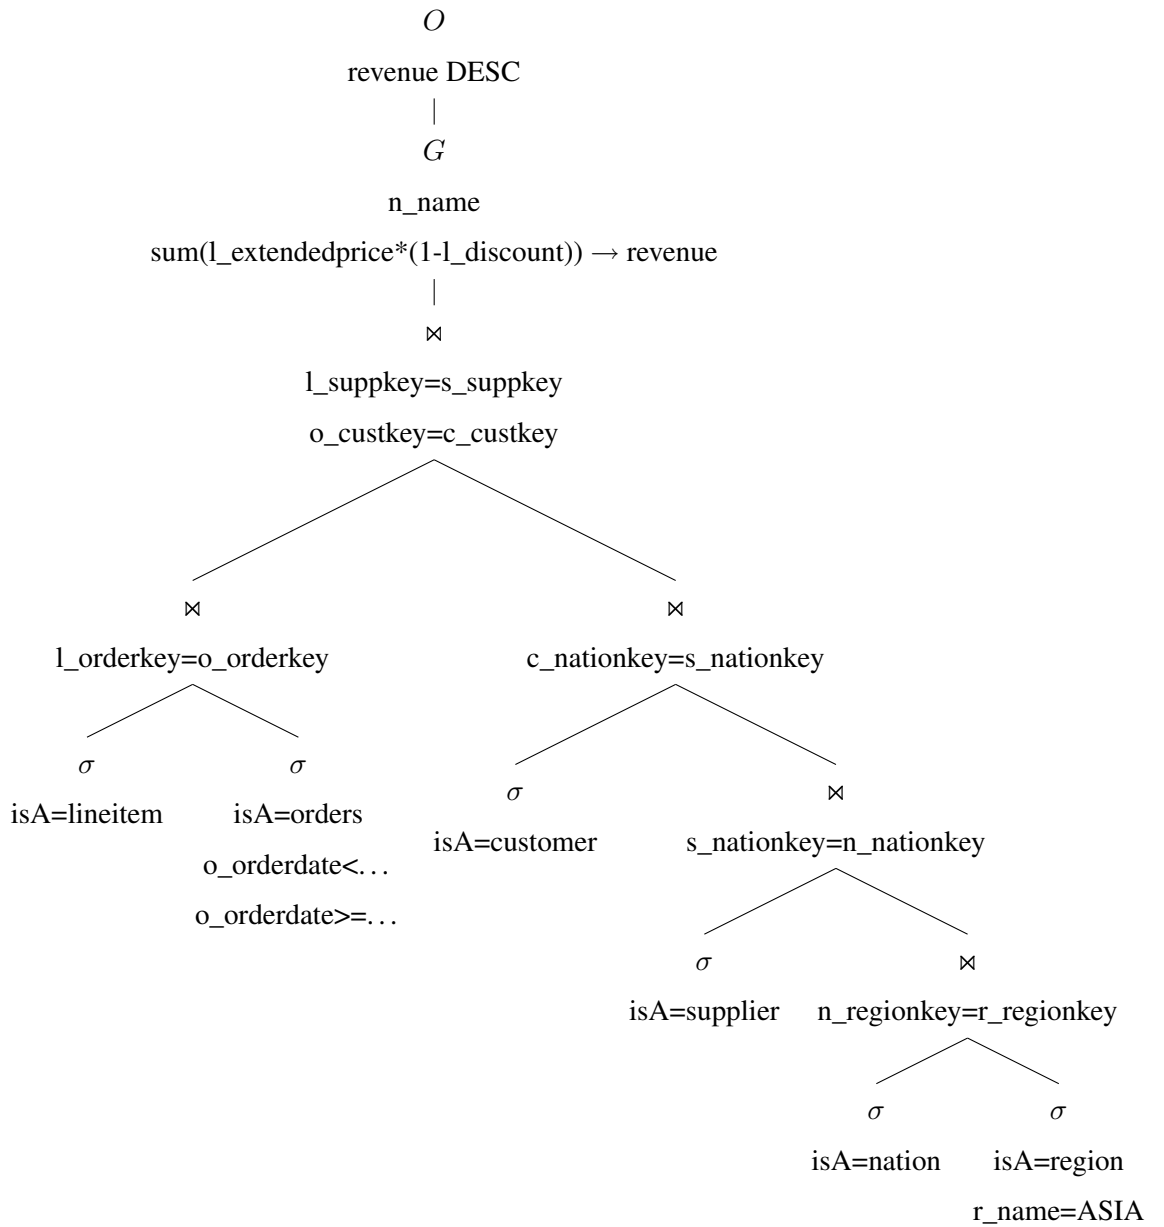 O
revenue DESC
G
n_name
sum(l_extendedprice*(1-l_discount)) → revenue
⋈
l_suppkey=s_suppkey
o_custkey=c_custkey
⋈ ⋈
l_orderkey=o_orderkey c_nationkey=s_nationkey
σ σ
isA=lineitem isA=orders
o_orderdate<...
o_orderdate>=...
σ ⋈
isA=customer s_nationkey=n_nationkey
σ ⋈
isA=supplier n_regionkey=r_regionkey
σ σ
isA=nation isA=region
r_name=ASIA